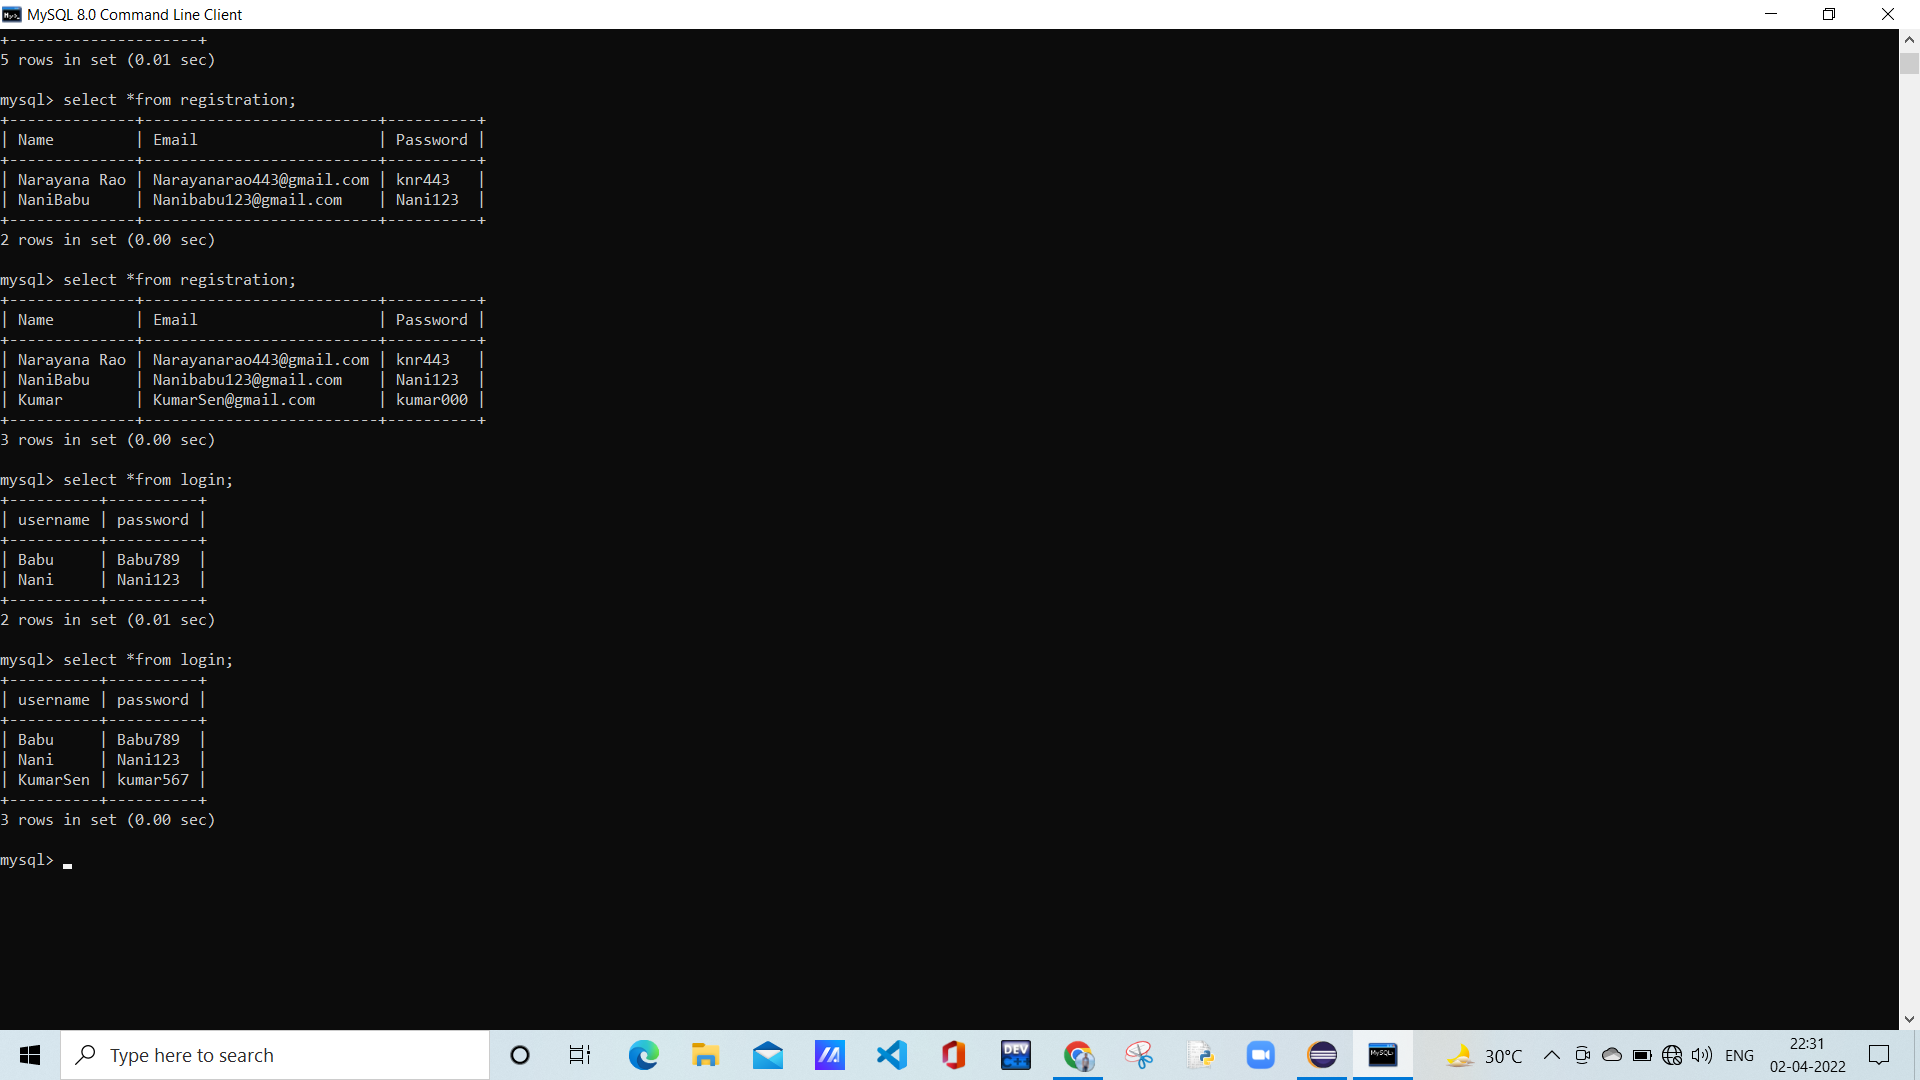 MySQL 8.0 Command Line Client
+---------------------+
5 rows in set (0.01 sec)
mysql> select *from registration;
+--------------+--------------------------+----------+
| Name         | Email                    | Password |
+--------------+--------------------------+----------+
| Narayana Rao | Narayanarao443@gmail.com | knr443   |
| NaniBabu     | Nanibabu123@gmail.com    | Nani123  |
+--------------+--------------------------+----------+
2 rows in set (0.00 sec)
mysql> select *from registration;
+--------------+--------------------------+----------+
| Name         | Email                    | Password |
+--------------+--------------------------+----------+
| Narayana Rao | Narayanarao443@gmail.com | knr443   |
| NaniBabu     | Nanibabu123@gmail.com    | Nani123  |
| Kumar        | KumarSen@gmail.com       | kumar000 |
+--------------+--------------------------+----------+
3 rows in set (0.00 sec)
mysql> select *from login;
+----------+----------+
| username | password |
+----------+----------+
| Babu     | Babu789  |
| Nani     | Nani123  |
+----------+----------+
2 rows in set (0.01 sec)
mysql> select *from login;
+----------+----------+
| username | password |
+----------+----------+
| Babu     | Babu789  |
| Nani     | Nani123  |
| KumarSen | kumar567 |
+----------+----------+
3 rows in set (0.00 sec)
mysql>
Type here to search
DEV
C++
MySQL
30°C
ENG
22:31
02-04-2022